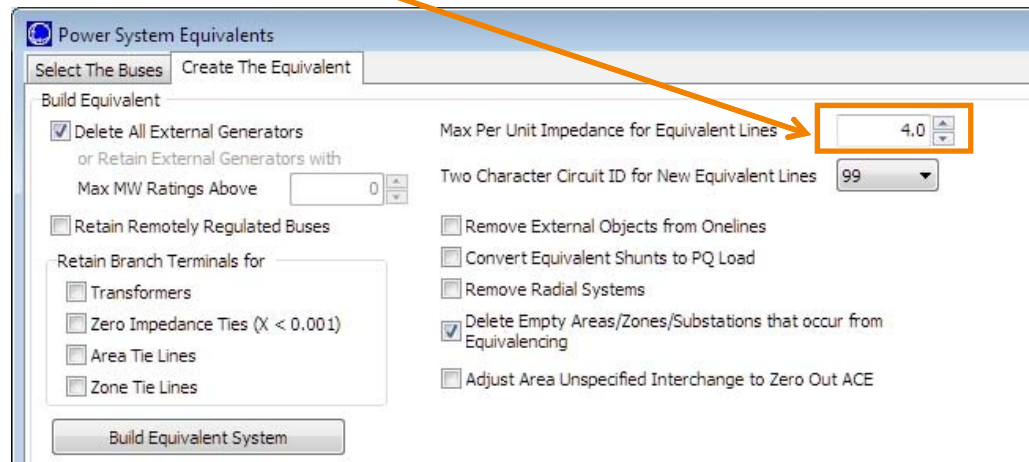 Power System Equivalents
Select The Buses
Create The Equivalent
Build Equivalent
Delete All External Generators
or Retain External Generators with
Max MW Ratings Above 0
Retain Remotely Regulated Buses
Retain Branch Terminals for
Transformers
Zero Impedance Ties (X < 0.001)
Area Tie Lines
Zone Tie Lines
Build Equivalent System
Max Per Unit Impedance for Equivalent Lines 4.0
Two Character Circuit ID for New Equivalent Lines 99
Remove External Objects from Onelines
Convert Equivalent Shunts to PQ Load
Remove Radial Systems
Delete Empty Areas/Zones/Substations that occur from
Equivalencing
Adjust Area Unspecified Interchange to Zero Out ACE